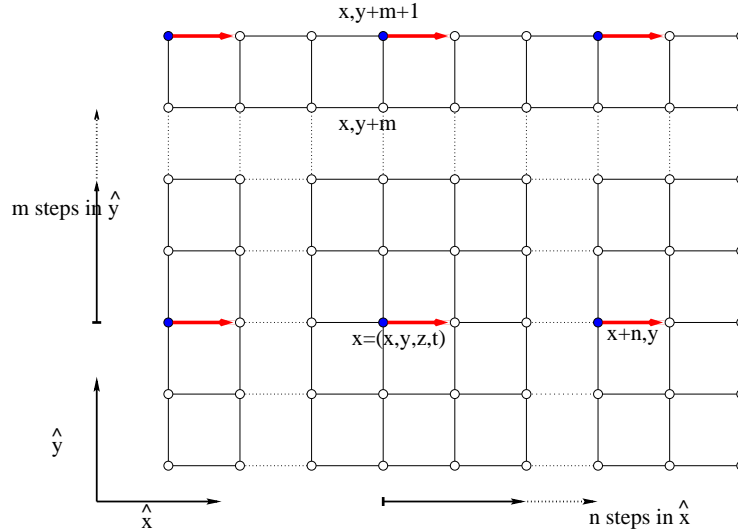 x,y+m+1
x,y+m
m steps in ŷ
x=(x,y,z,t)
x+n,y
ŷ
x̂
n steps in x̂